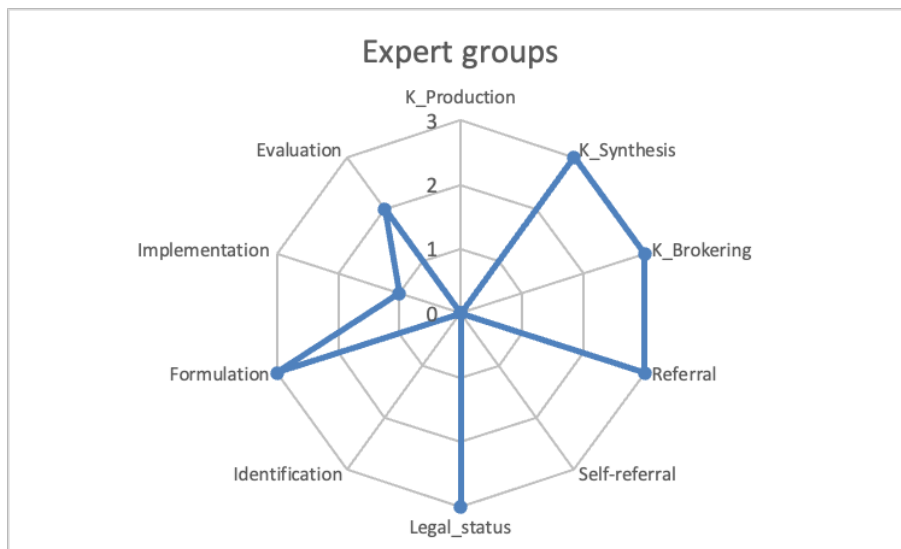 Expert groups
K_Production
3
Evaluation
K_Synthesis
2
Implementation
1
K_Brokering
0
Formulation
Referral
Identification
Self-referral
Legal_status